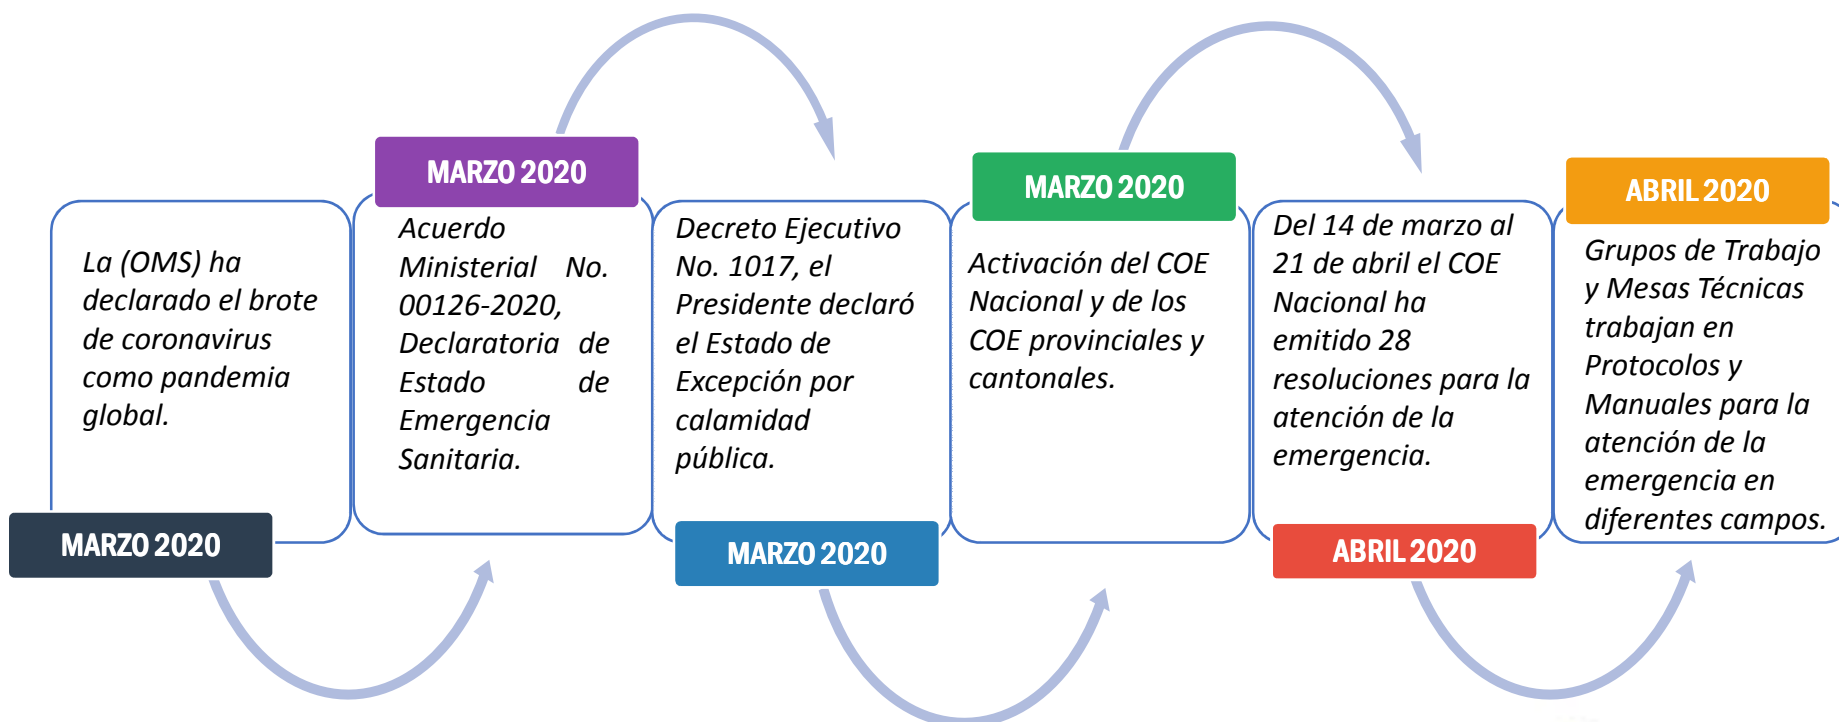 La (OMS) ha
declarado el brote
de coronavirus
como pandemia
global.
MARZO 2020
MARZO 2020
Acuerdo
Ministerial No.
00126-2020,
Declaratoria de
Estado de
Emergencia
Sanitaria.
Decreto Ejecutivo
No. 1017, el
Presidente declaró
el Estado de
Excepción por
calamidad
pública.
MARZO 2020
MARZO 2020
Activación del COE
Nacional y de los
COE provinciales y
cantonales.
Del 14 de marzo al
21 de abril el COE
Nacional ha
emitido 28
resoluciones para la
atención de la
emergencia.
ABRIL 2020
ABRIL 2020
Grupos de Trabajo
y Mesas Técnicas
trabajan en
Protocolos y
Manuales para la
atención de la
emergencia en
diferentes campos.